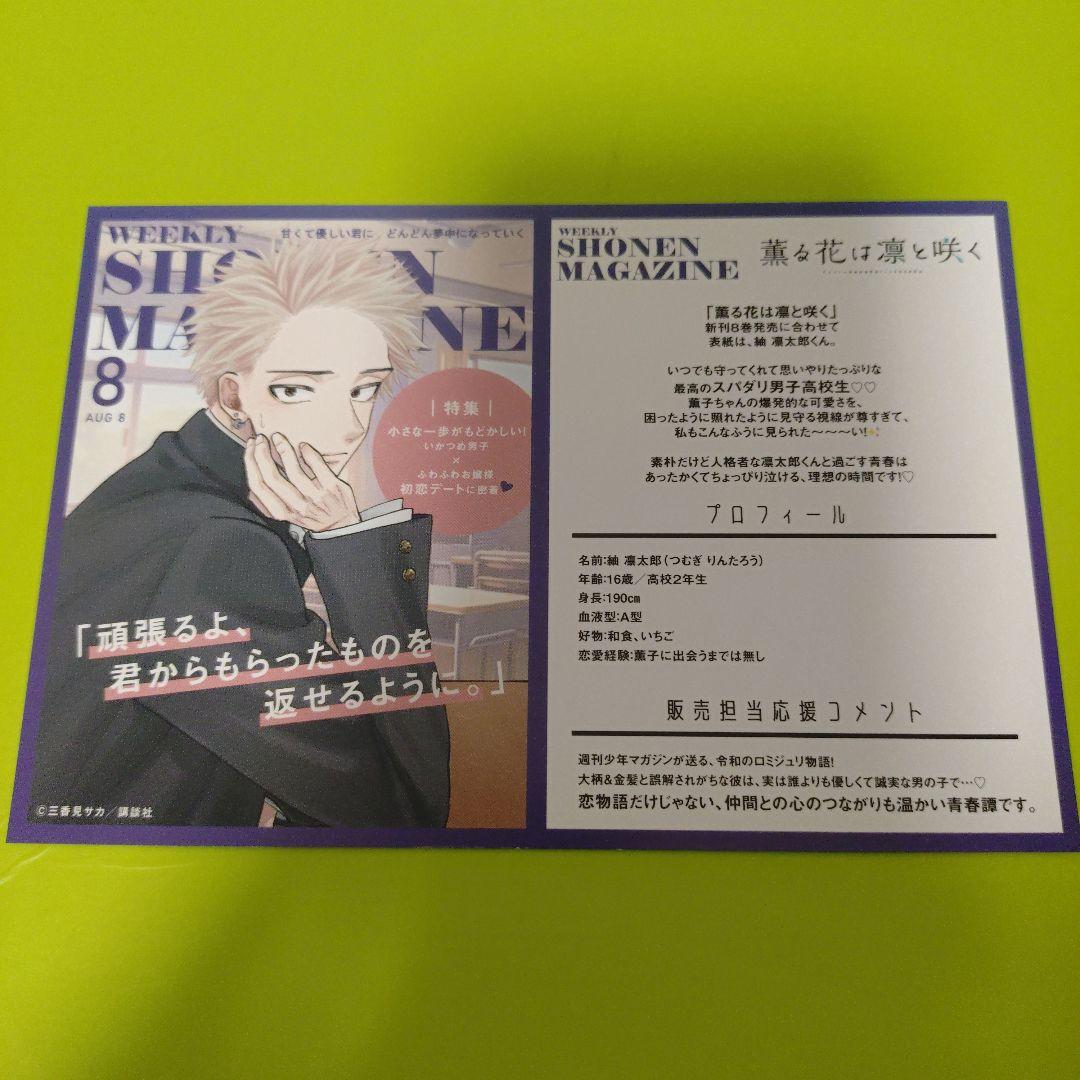 WEEKLY
甘くて優しい君に、どんどん夢中になっていく
SHONEN
MAGAZINE
8
AUG 8
｜特集｜
小さな一歩がもどかしい!
いかつめ男子
×
ふわふわお嬢様
初恋デートに密着
「頑張るよ、
君からもらったものを
返せるように。」
©三香見サカ／講談社
WEEKLY
SHONEN
MAGAZINE
薫る花は凛と咲く
「薫る花は凛と咲く」
新刊8巻発売に合わせて
表紙は、紬 凛太郎くん。
いつでも守ってくれて思いやりたっぷりな
最高のスパダリ男子高校生♡♡
薫子ちゃんの爆発的な可愛さを、
困ったように照れたように見守る視線が尊すぎて、
私もこんなふうに見られた〜〜〜い!✨
素朴だけど人格者な凛太郎くんと過ごす青春は
あったかくてちょっぴり泣ける、理想の時間です!♡
プロフィール
名前:紬 凛太郎（つむぎ りんたろう）
年齢:16歳／高校2年生
身長:190㎝
血液型:A型
好物:和食、いちご
恋愛経験:薫子に出会うまでは無し
販売担当応援コメント
週刊少年マガジンが送る、令和のロミジュリ物語!
大柄&金髪と誤解されがちな彼は、実は誰よりも優しくて誠実な男の子で…♡
恋物語だけじゃない、仲間との心のつながりも温かい青春譚です。